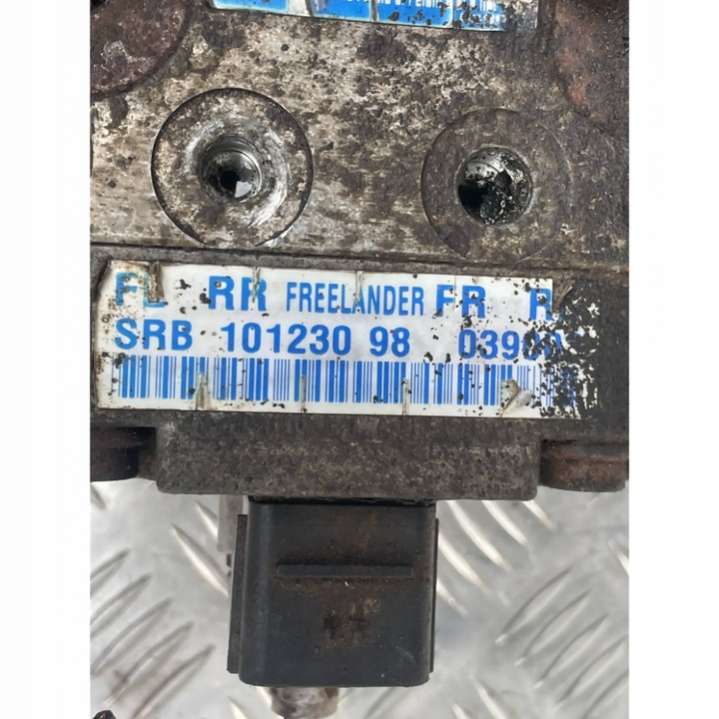 FL RR FREELANDER FR R
SRB 101230 98